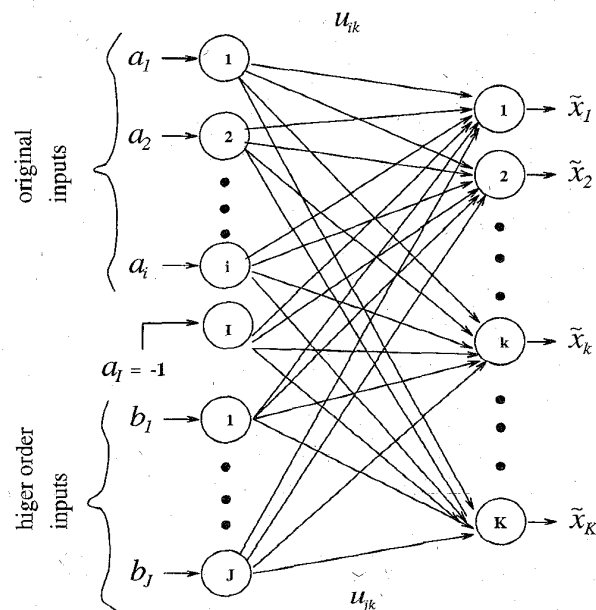 u_ik
original
inputs
a_1 1
a_2 2
a_i i
I
a_I = -1
higer order
inputs
b_1 1
b_J J
1 x̃_1
2 x̃_2
k x̃_k
K x̃_K
u_jk